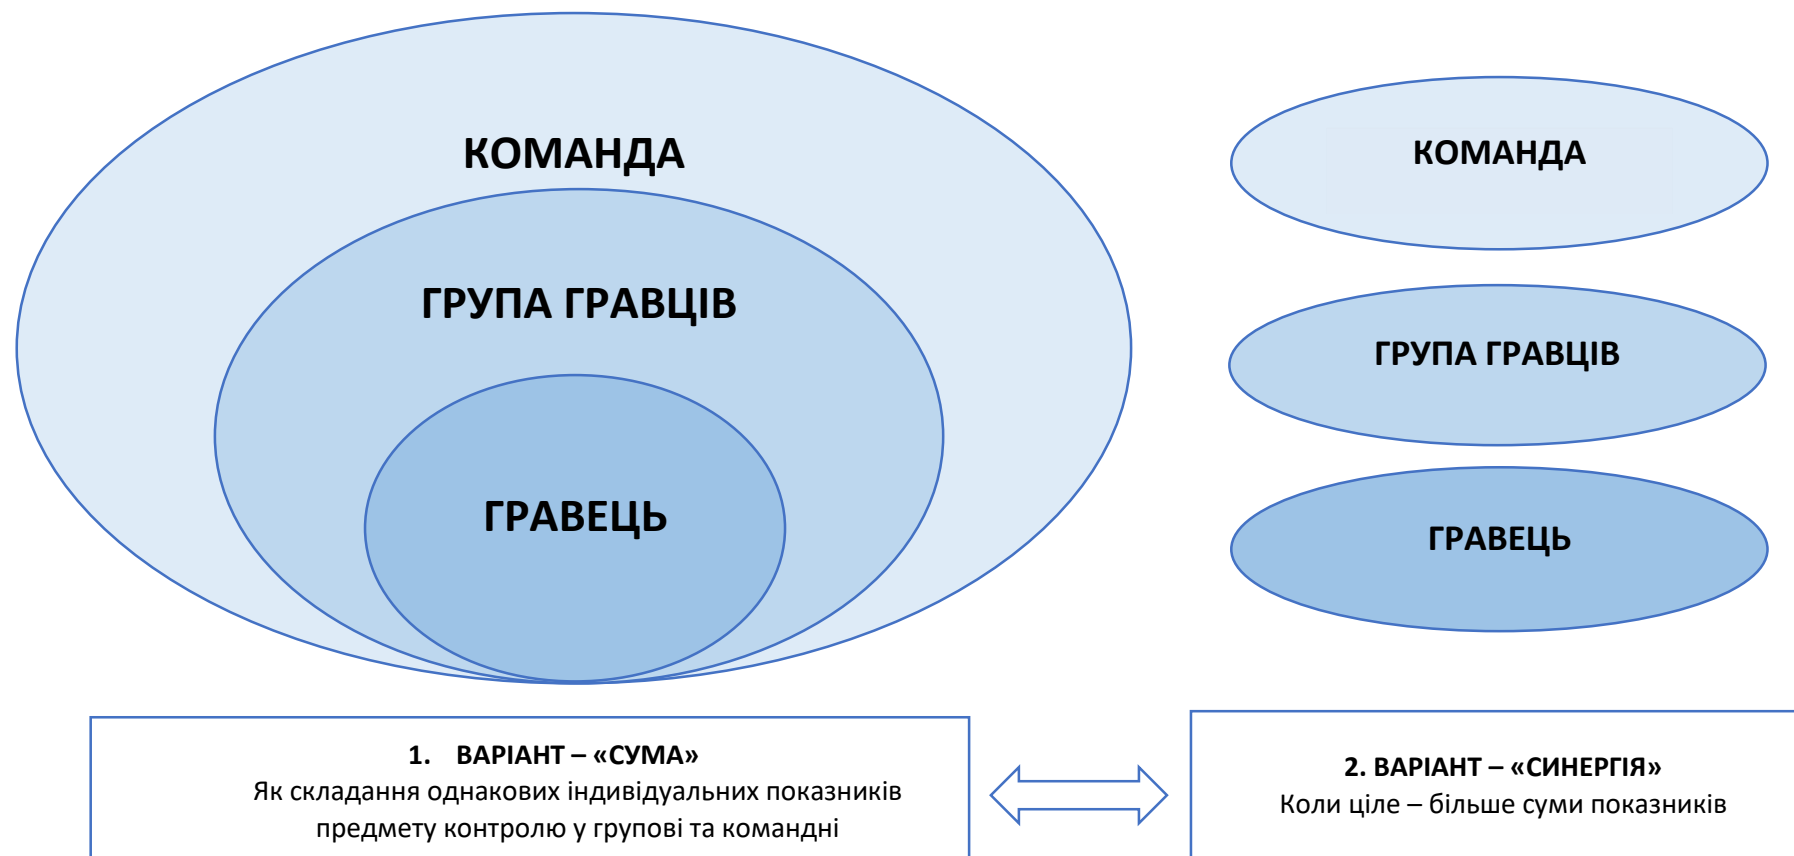 КОМАНДА
ГРУПА ГРАВЦІВ
ГРАВЕЦЬ
КОМАНДА
ГРУПА ГРАВЦІВ
ГРАВЕЦЬ
1. ВАРІАНТ – «СУМА»
Як складання однакових індивідуальних показників
предмету контролю у групові та командні
2. ВАРІАНТ – «СИНЕРГІЯ»
Коли ціле – більше суми показників